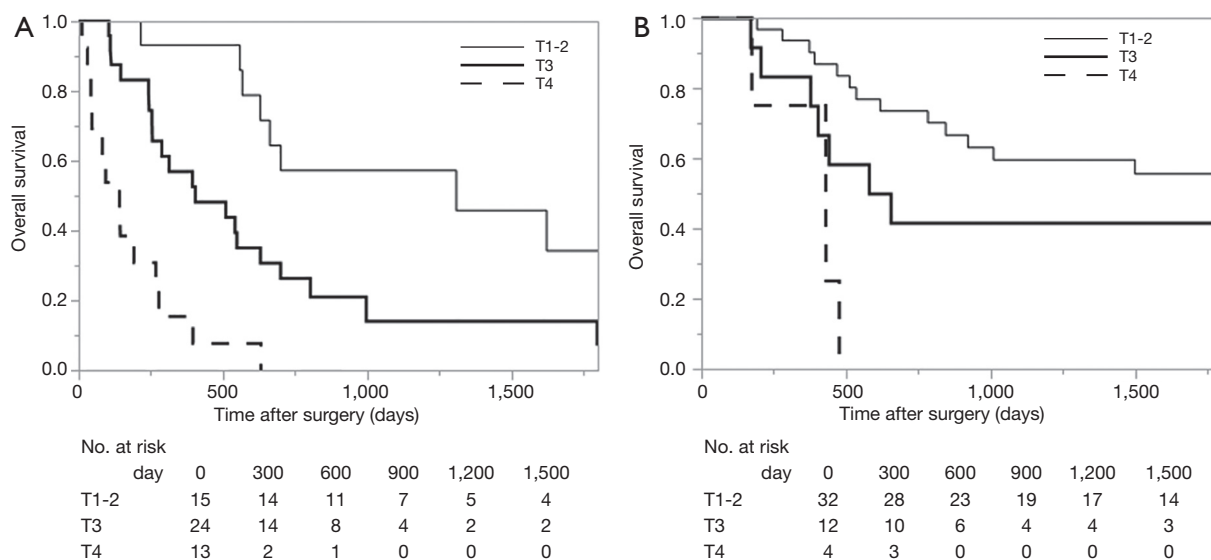 A
T1-2
T3
T4
Overall survival
1.0
0.8
0.6
0.4
0.2
0.0
0 500 1,000 1,500
Time after surgery (days)
No. at risk
day 0 300 600 900 1,200 1,500
T1-2 15 14 11 7 5 4
T3 24 14 8 4 2 2
T4 13 2 1 0 0 0
B
T1-2
T3
T4
Overall survival
1.0
0.8
0.6
0.4
0.2
0.0
0 500 1,000 1,500
Time after surgery (days)
No. at risk
day 0 300 600 900 1,200 1,500
T1-2 32 28 23 19 17 14
T3 12 10 6 4 4 3
T4 4 3 0 0 0 0